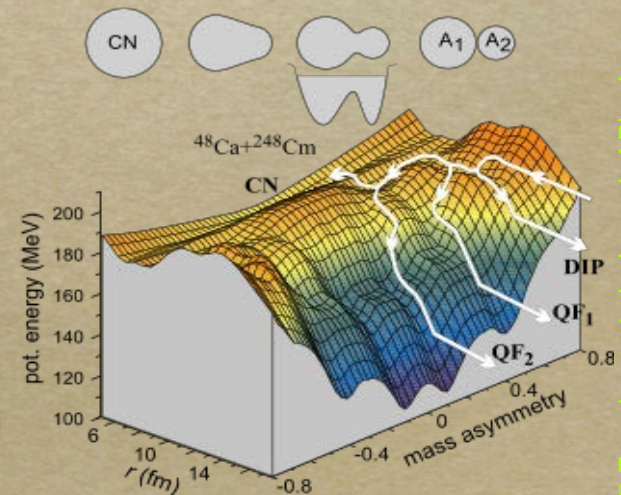 CN A₁ A₂
⁴⁸Ca+²⁴⁸Cm
CN
DIP
QF₁
QF₂
pot. energy (MeV)
200
180
160
140
120
100
6 10 14
r (fm)
-0.8 -0.4 0 0.4 0.8
mass asymmetry